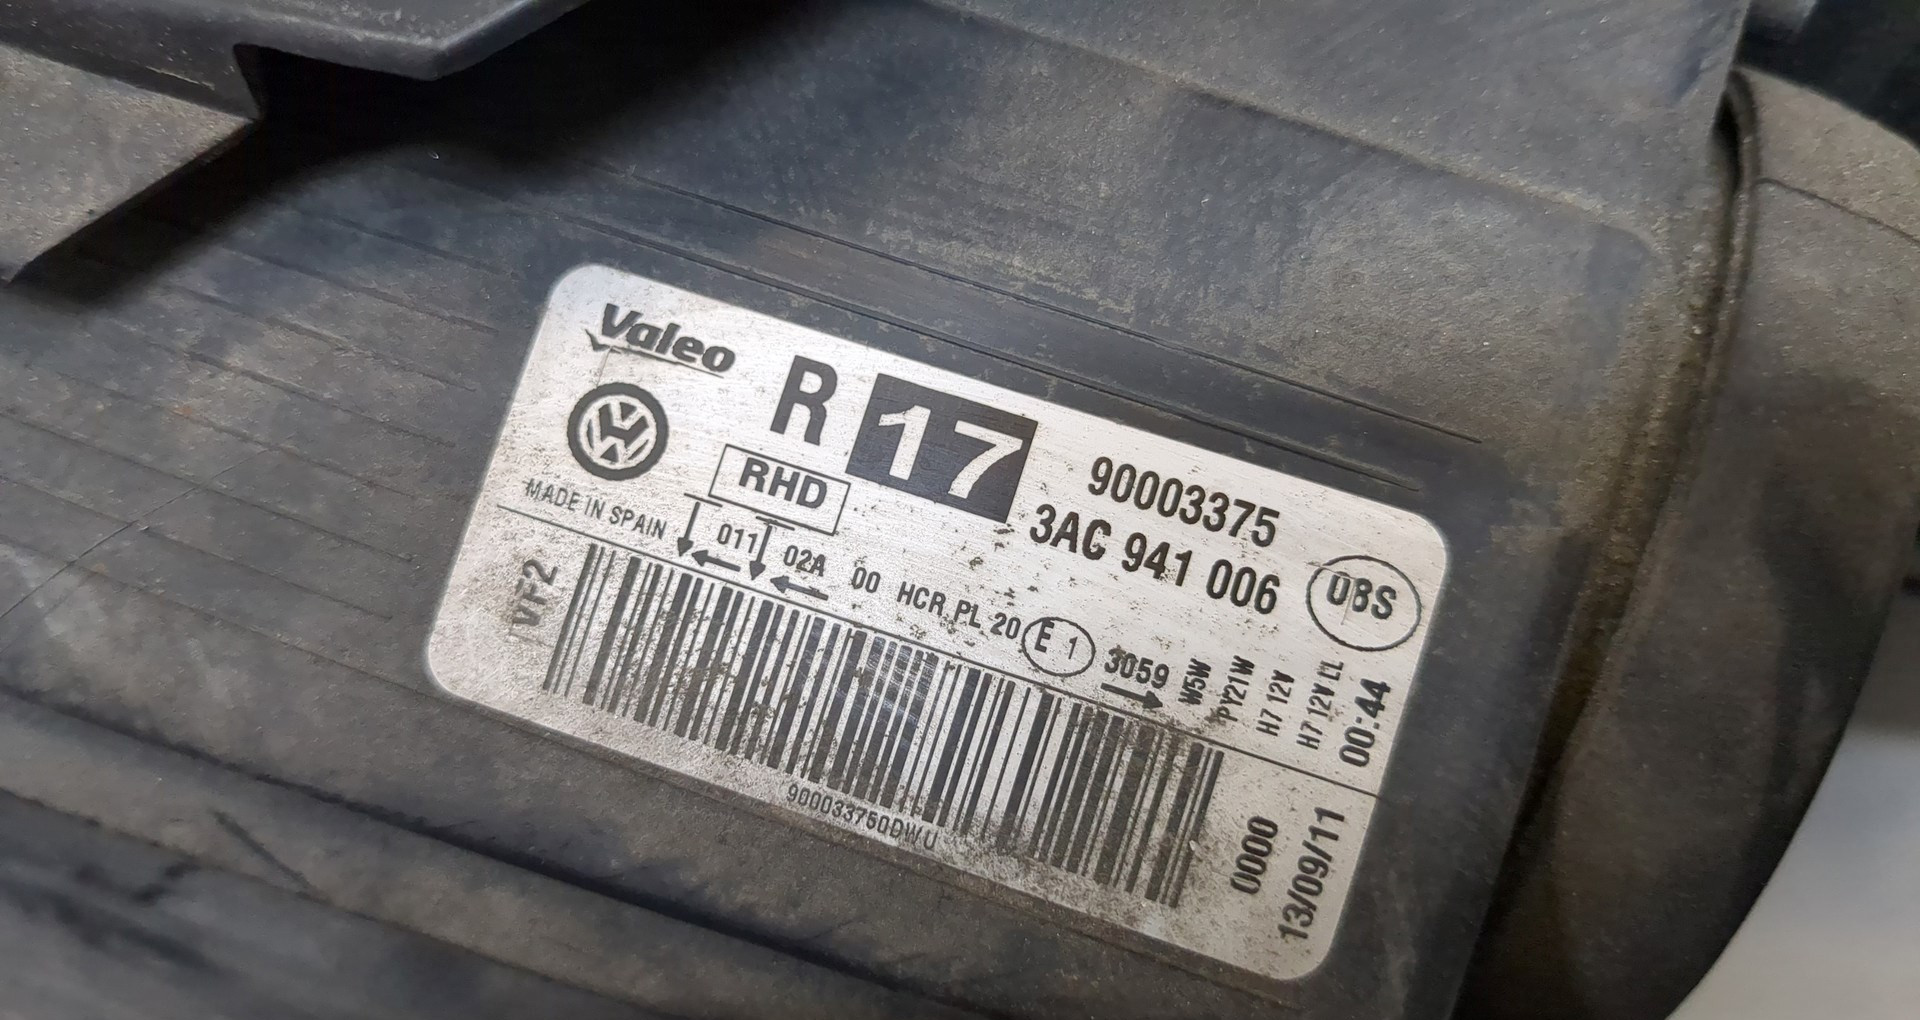 Valeo
R 17
90003375
RHD
3AC 941 006
OBS
MADE IN SPAIN
011 02A 00 HCR PL 20 E 1 3059
W5W
PY21W
H7 12V
H7 12V LL
00:44
VF2
900033750DWU
0000
13/09/11